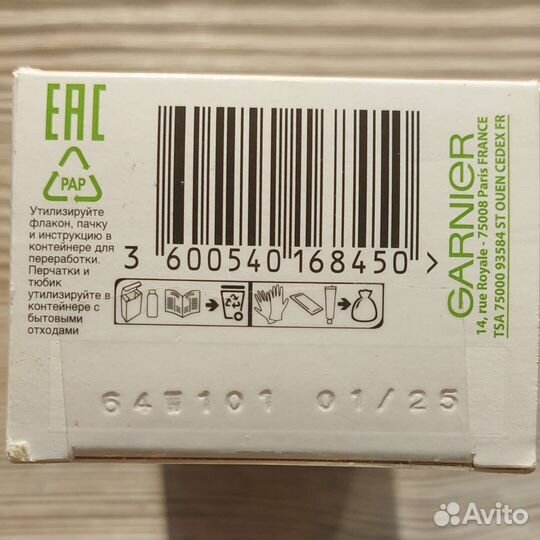 EAC
PAP
Утилизируйте
флакон, пачку
и инструкцию в
контейнере для
переработки.
Перчатки и
тюбик
утилизируйте в
контейнере с
бытовыми
отходами
3 600540 168450 >
GARNIER
14, rue Royale - 75008 Paris FRANCE
TSA 75000 93584 ST OUEN CEDEX FR
64W101 01/25
Avito